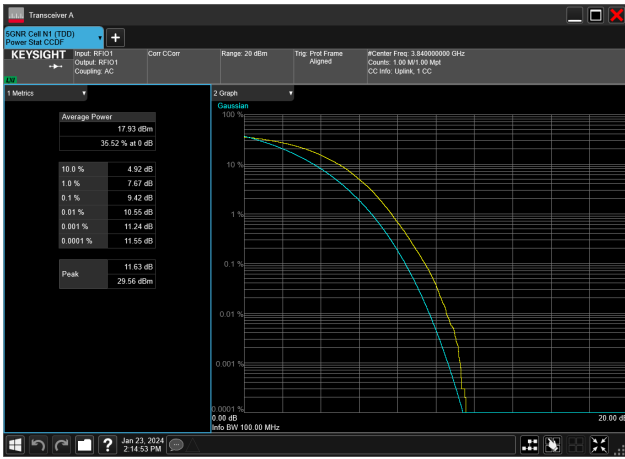 Transceiver A
5GNR Cell N1 (TDD)
Power Stat CCDF
KEYSIGHT
LNI
Input: RFIO1
Output: RFIO1
Coupling: AC
Corr CCorr
Range: 20 dBm
Trig: Prot Frame
Aligned
#Center Freq: 3.840000000 GHz
Counts: 1.00 M/1.00 Mpt
CC Info: Uplink, 1 CC
1 Metrics
Average Power
17.93 dBm
35.52 % at 0 dB
10.0 % 4.92 dB
1.0 % 7.67 dB
0.1 % 9.42 dB
0.01 % 10.55 dB
0.001 % 11.24 dB
0.0001 % 11.55 dB
Peak
11.63 dB
29.56 dBm
2 Graph
Gaussian
100 %
10 %
1 %
0.1 %
0.01 %
0.001 %
0.0001 %
0.00 dB
20.00 dB
Info BW 100.00 MHz
Jan 23, 2024
2:14:53 PM